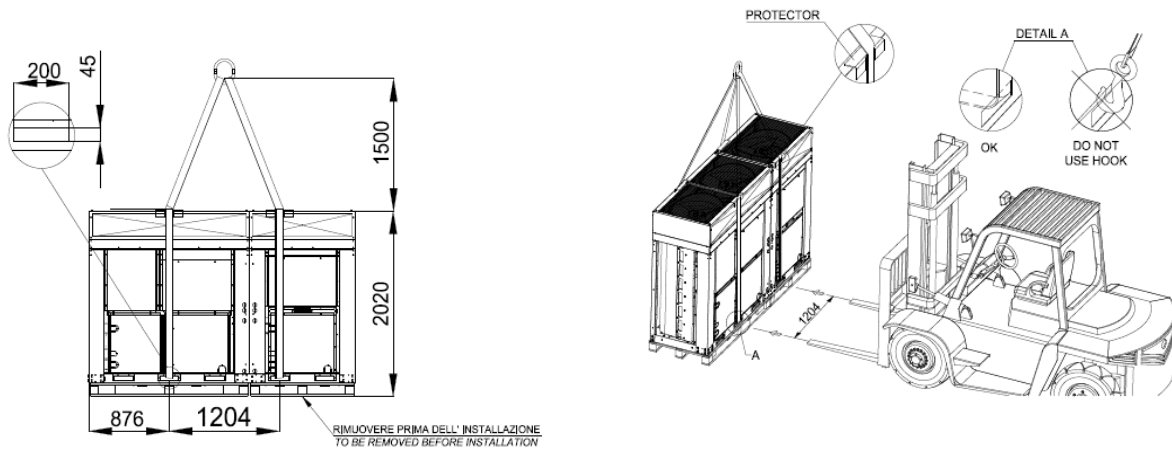 200
45
1500
2020
876
1204
RIMUOVERE PRIMA DELL' INSTALLAZIONE
TO BE REMOVED BEFORE INSTALLATION
PROTECTOR
DETAIL A
OK
DO NOT
USE HOOK
1204
A